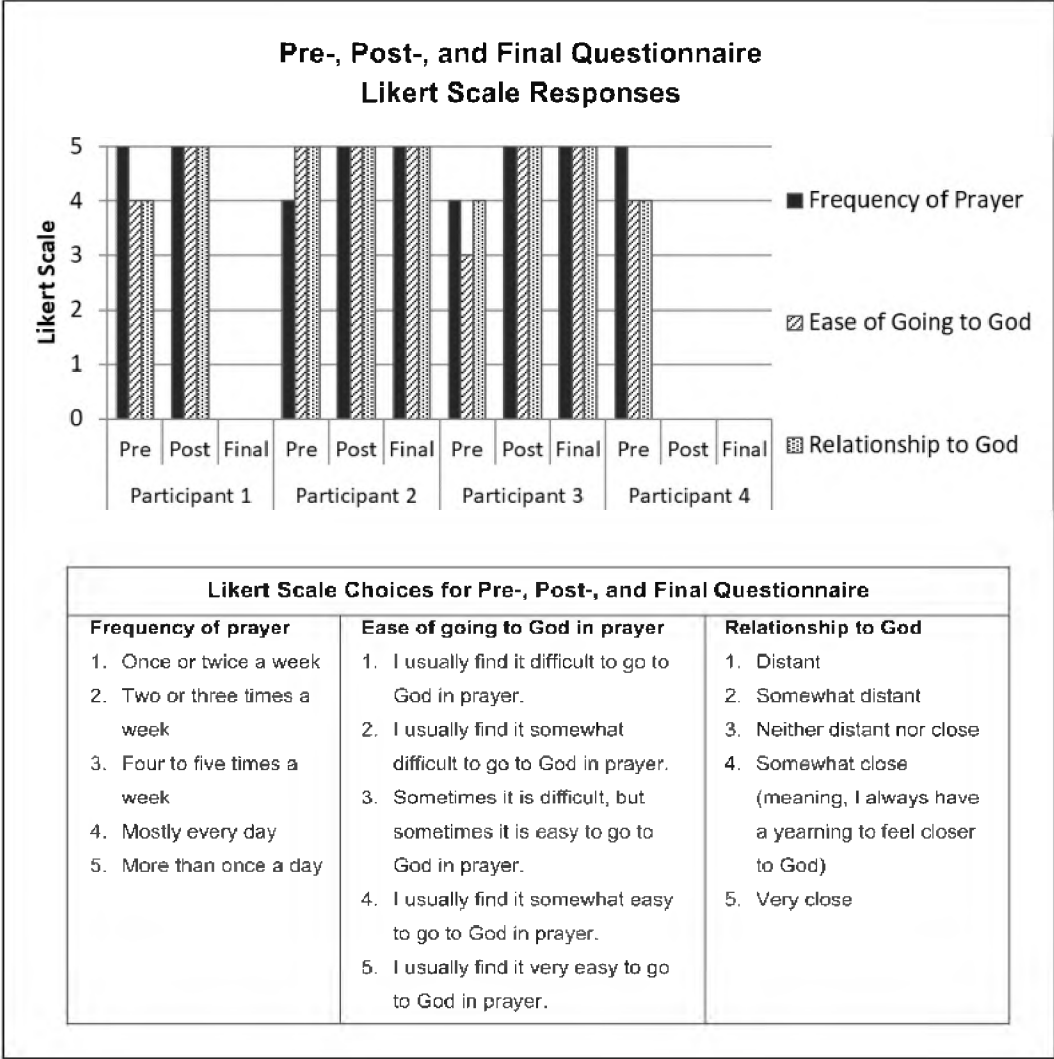 Pre-, Post-, and Final Questionnaire
Likert Scale Responses
5
4
3
2
1
0
Likert Scale
Pre Post Final Pre Post Final Pre Post Final Pre Post Final
Participant 1 Participant 2 Participant 3 Participant 4
Frequency of Prayer
Ease of Going to God
Relationship to God
Likert Scale Choices for Pre-, Post-, and Final Questionnaire
Frequency of prayer
1. Once or twice a week
2. Two or three times a
week
3. Four to five times a
week
4. Mostly every day
5. More than once a day
Ease of going to God in prayer
1. I usually find it difficult to go to
God in prayer.
2. I usually find it somewhat
difficult to go to God in prayer.
3. Sometimes it is difficult, but
sometimes it is easy to go to
God in prayer.
4. I usually find it somewhat easy
to go to God in prayer.
5. I usually find it very easy to go
to God in prayer.
Relationship to God
1. Distant
2. Somewhat distant
3. Neither distant nor close
4. Somewhat close
(meaning, I always have
a yearning to feel closer
to God)
5. Very close